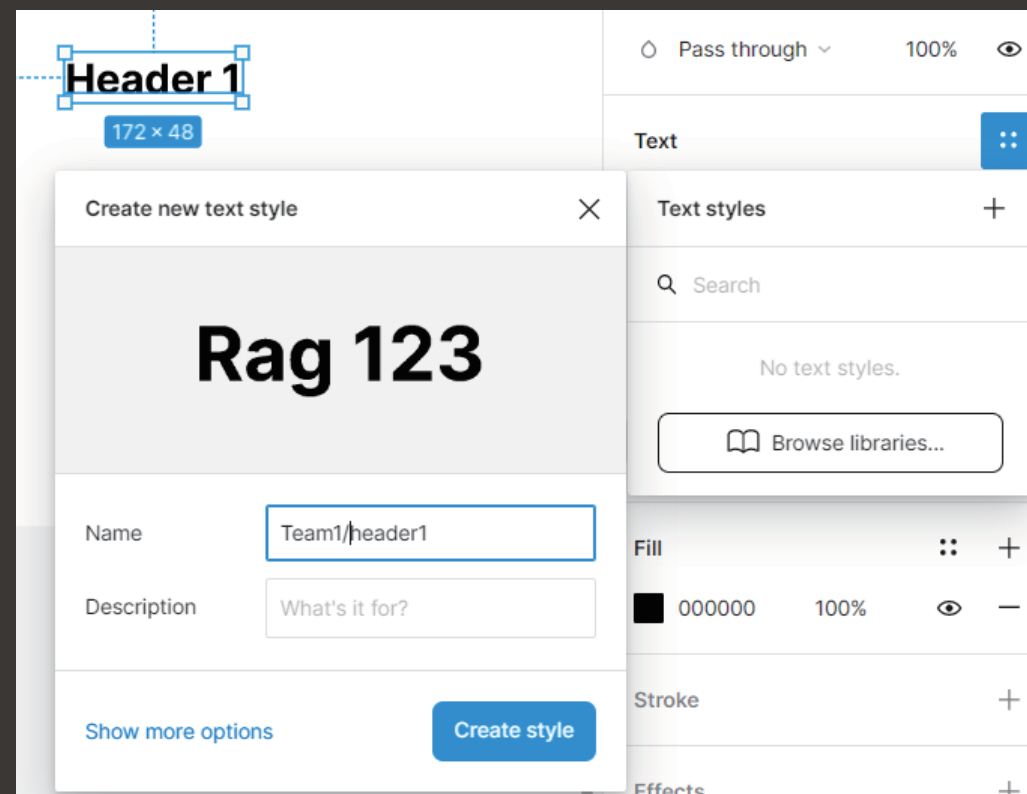 Header 1
172 × 48
Pass through 100%
Text
Create new text style
Text styles
Rag 123
Search
No text styles.
Browse libraries...
Name Team1/header1
Description What's it for?
Show more options Create style
Fill
000000 100%
Stroke
Effects